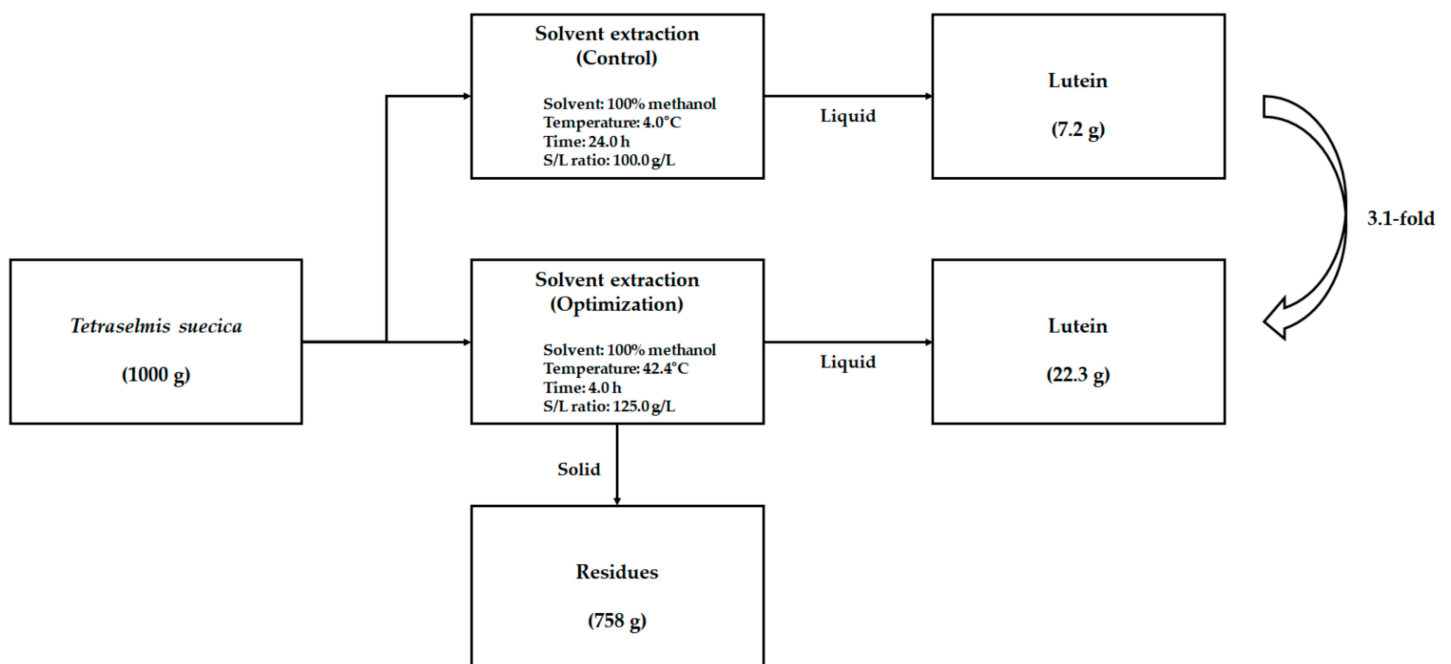 Solvent extraction
(Control)
Solvent: 100% methanol
Temperature: 4.0°C
Time: 24.0 h
S/L ratio: 100.0 g/L
Liquid
Lutein
(7.2 g)
3.1-fold
Tetraselmis suecica
(1000 g)
Solvent extraction
(Optimization)
Solvent: 100% methanol
Temperature: 42.4°C
Time: 4.0 h
S/L ratio: 125.0 g/L
Liquid
Lutein
(22.3 g)
Solid
Residues
(758 g)